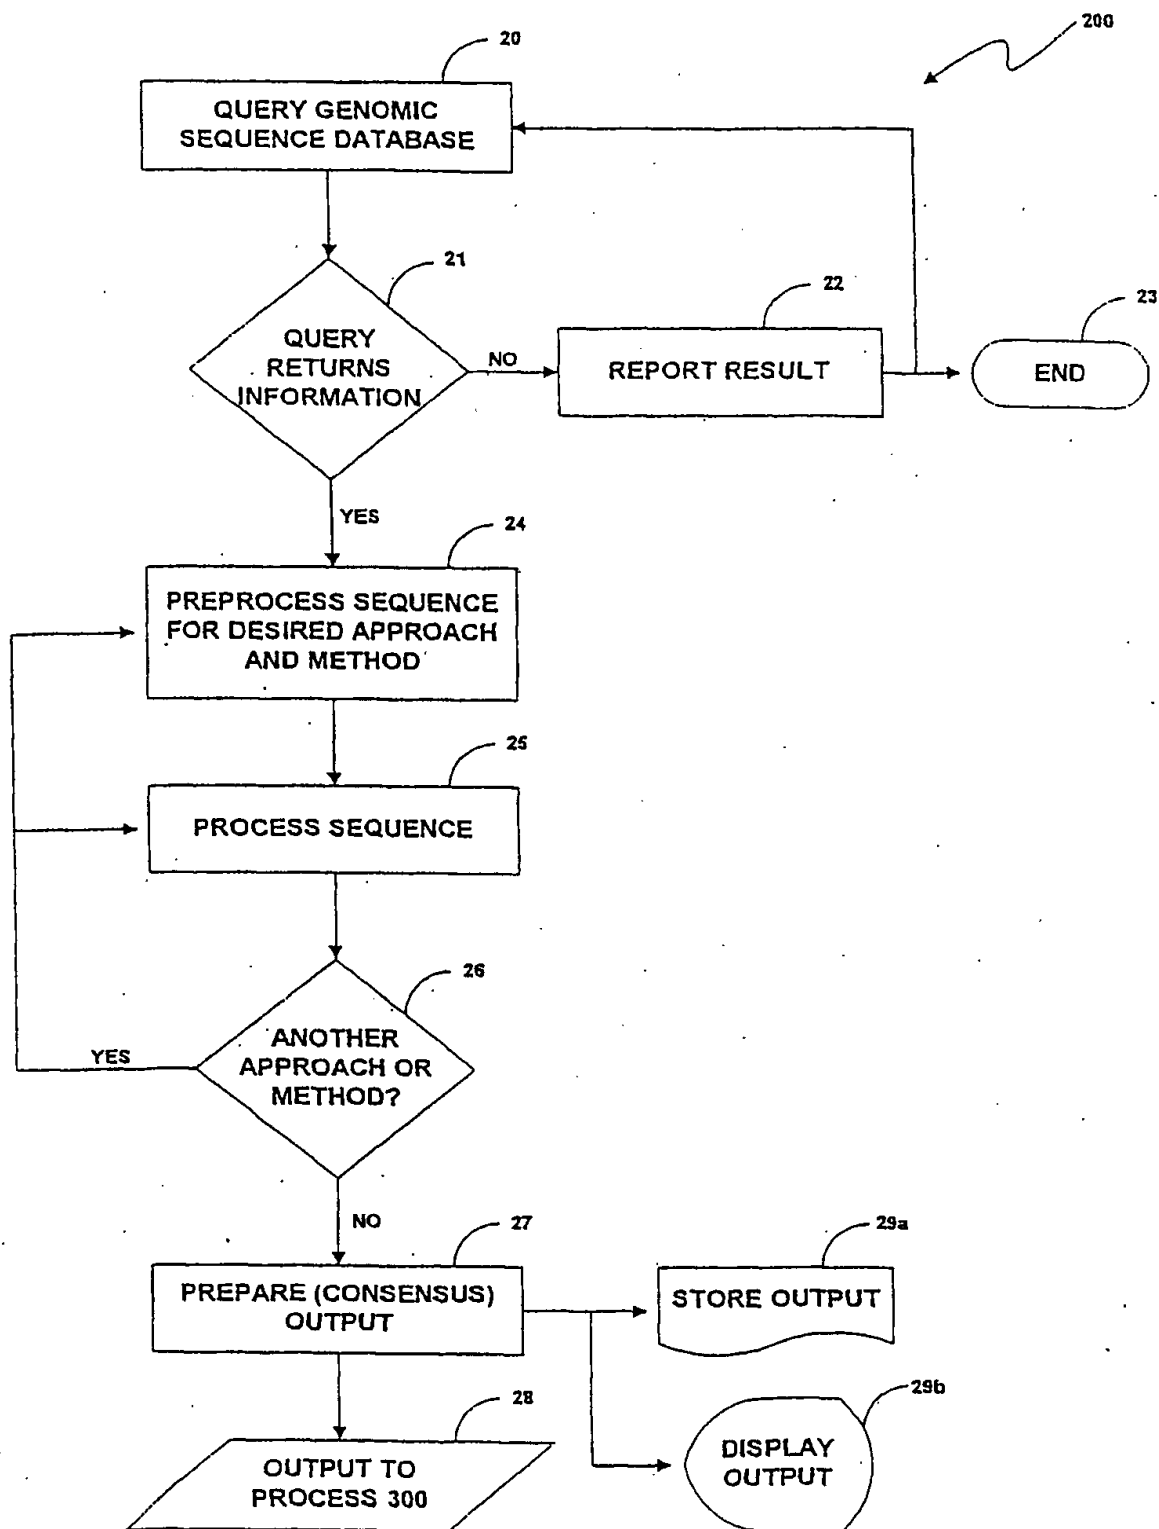 200
20
QUERY GENOMIC
SEQUENCE DATABASE
21
QUERY
RETURNS
INFORMATION
NO
22
REPORT RESULT
23
END
YES
24
PREPROCESS SEQUENCE
FOR DESIRED APPROACH
AND METHOD
25
PROCESS SEQUENCE
26
ANOTHER
APPROACH OR
METHOD?
YES
NO
27
PREPARE (CONSENSUS)
OUTPUT
29a
STORE OUTPUT
28
OUTPUT TO
PROCESS 300
29b
DISPLAY
OUTPUT